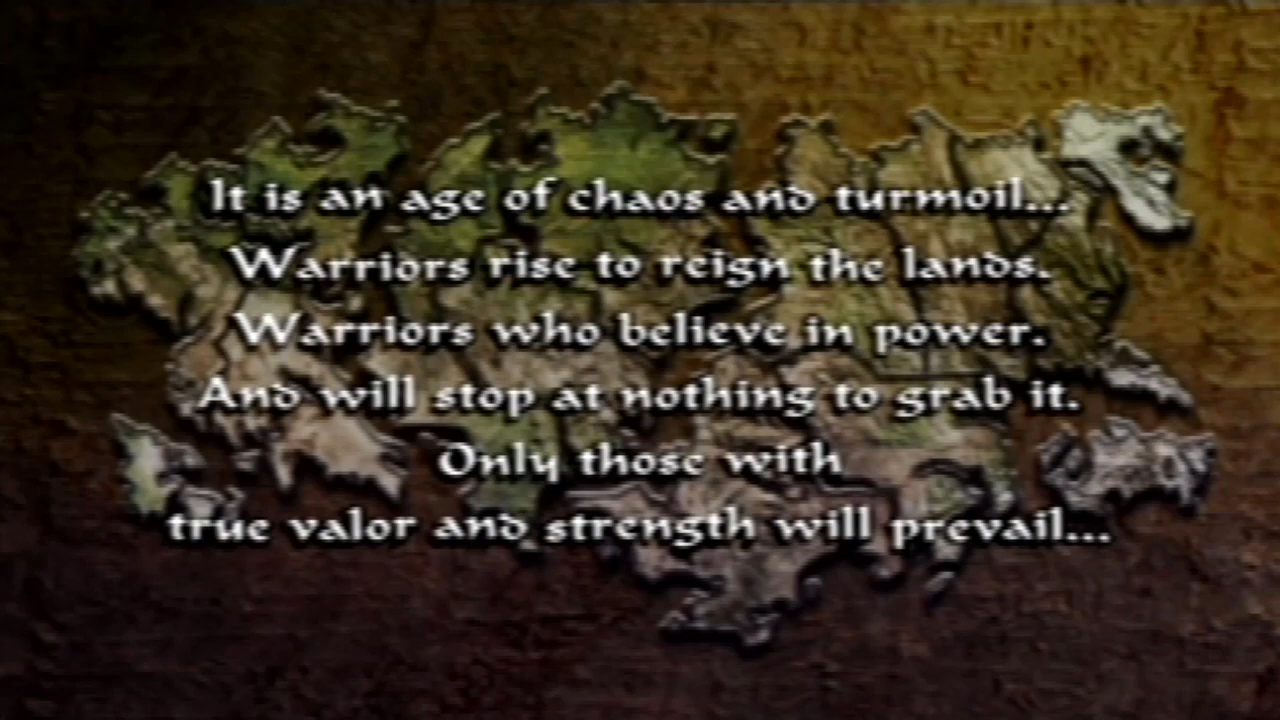 It is an age of chaos and turmoil...
Warriors rise to reign the lands.
Warriors who believe in power.
And will stop at nothing to grab it.
Only those with
true valor and strength will prevail...